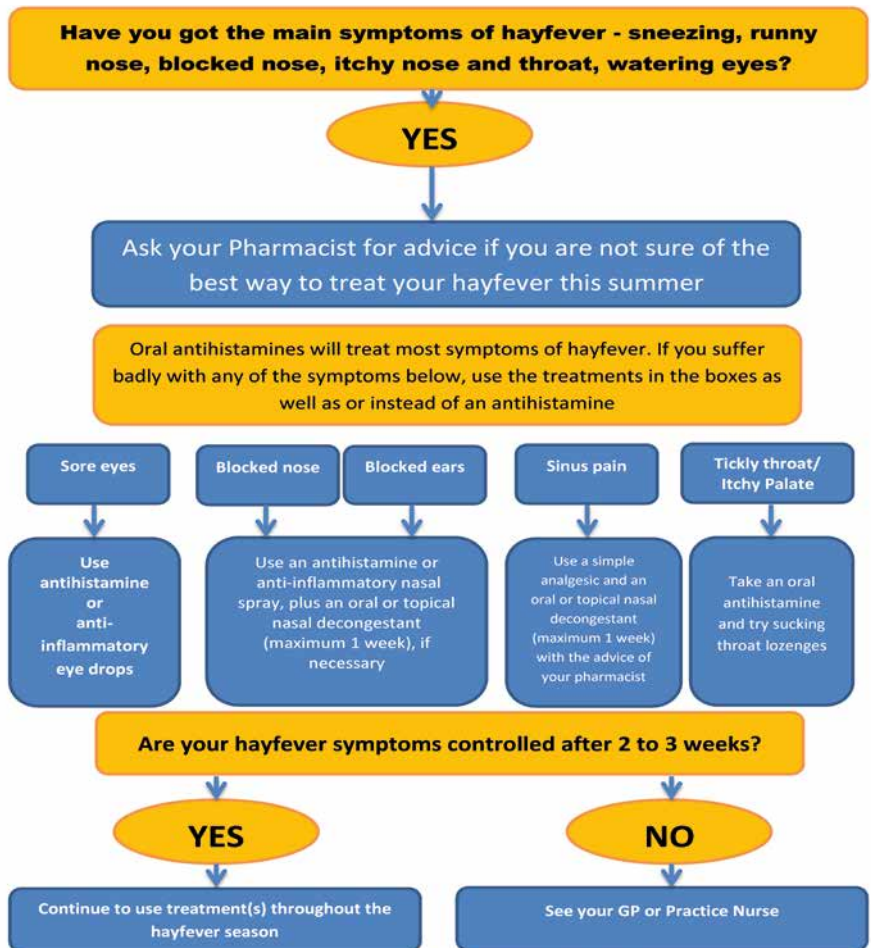 Have you got the main symptoms of hayfever - sneezing, runny
nose, blocked nose, itchy nose and throat, watering eyes?
YES
Ask your Pharmacist for advice if you are not sure of the
best way to treat your hayfever this summer
Oral antihistamines will treat most symptoms of hayfever. If you suffer
badly with any of the symptoms below, use the treatments in the boxes as
well as or instead of an antihistamine
Sore eyes
Blocked nose
Blocked ears
Sinus pain
Tickly throat/
Itchy Palate
Use
antihistamine
or
anti-
inflammatory
eye drops
Use an antihistamine or
anti-inflammatory nasal
spray, plus an oral or topical
nasal decongestant
(maximum 1 week), if
necessary
Use a simple
analgesic and an
oral or topical nasal
decongestant
(maximum 1 week)
with the advice of
your pharmacist
Take an oral
antihistamine
and try sucking
throat lozenges
Are your hayfever symptoms controlled after 2 to 3 weeks?
YES
NO
Continue to use treatment(s) throughout the
hayfever season
See your GP or Practice Nurse